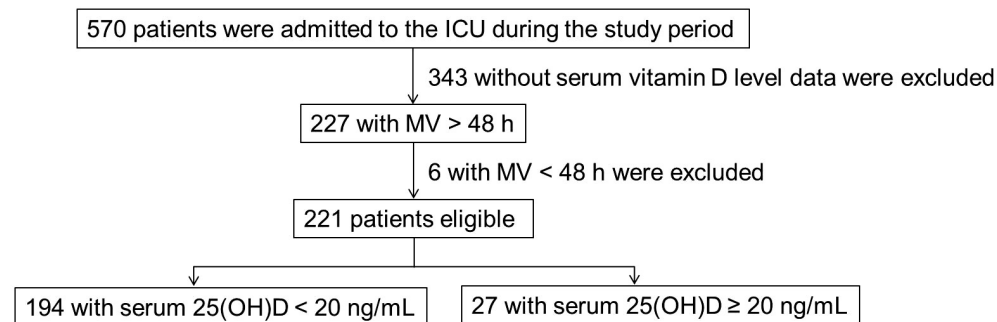 570 patients were admitted to the ICU during the study period
343 without serum vitamin D level data were excluded
227 with MV > 48 h
6 with MV < 48 h were excluded
221 patients eligible
194 with serum 25(OH)D < 20 ng/mL
27 with serum 25(OH)D ≥ 20 ng/mL